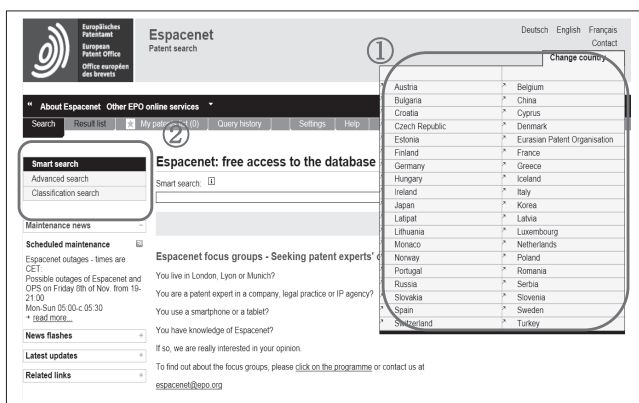 Europäisches
Patentamt
European
Patent Office
Office européen
des brevets
Espacenet
Patent search
Deutsch English Français
Contact
①
Change country
Austria Belgium
Bulgaria China
Croatia Cyprus
Czech Republic Denmark
Estonia Eurasian Patent Organisation
Finland France
Germany Greece
Hungary Iceland
Ireland Italy
Japan Korea
Latipat Latvia
Lithuania Luxembourg
Monaco Netherlands
Norway Poland
Portugal Romania
Russia Serbia
Slovakia Slovenia
Spain Sweden
Switzerland Turkey
About Espacenet Other EPO online services
Search Result list My patents list (0) Query history Settings Help
②
Smart search
Advanced search
Classification search
Maintenance news
Scheduled maintenance
Espacenet outages - times are
CET:
Possible outages of Espacenet and
OPS on Friday 8th of Nov. from 19-
21:00
Mon-Sun 05:00-c.05:30
read more...
News flashes
Latest updates
Related links
Espacenet: free access to the database
Smart search:
Espacenet focus groups - Seeking patent experts'
You live in London, Lyon or Munich?
You are a patent expert in a company, legal practice or IP agency?
You use a smartphone or a tablet?
You have knowledge of Espacenet?
If so, we are really interested in your opinion.
To find out about the focus groups, please click on the programme or contact us at
espacenet@epo.org